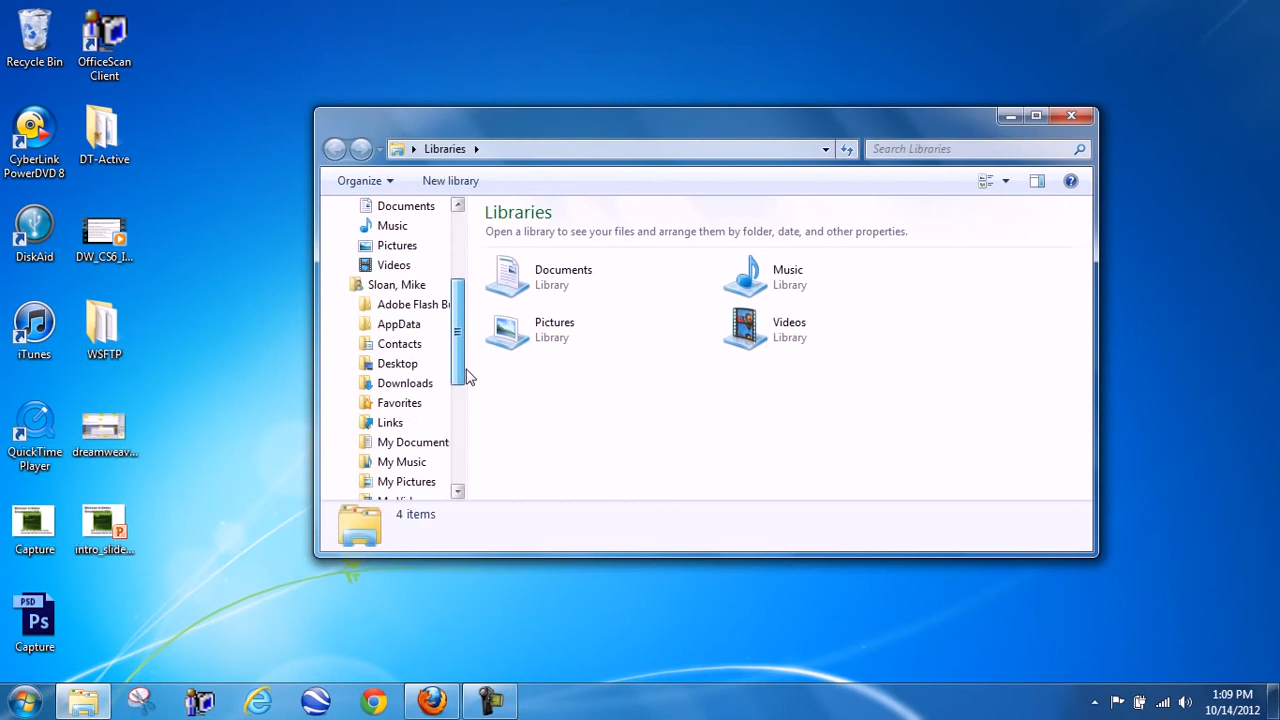 Recycle Bin
OfficeScan
Client
CyberLink
PowerDVD 8
DT-Active
DiskAid
DW_CS6_I...
iTunes
WSFTP
QuickTime
Player
dreamweav...
Capture
intro_slide...
PSD
Ps
Capture
Libraries
Search Libraries
Organize
New library
Documents
Music
Pictures
Videos
Sloan, Mike
Adobe Flash Bu
AppData
Contacts
Desktop
Downloads
Favorites
Links
My Document
My Music
My Pictures
Libraries
Open a library to see your files and arrange them by folder, date, and other properties.
Documents
Library
Music
Library
Pictures
Library
Videos
Library
4 items
1:09 PM
10/14/2012